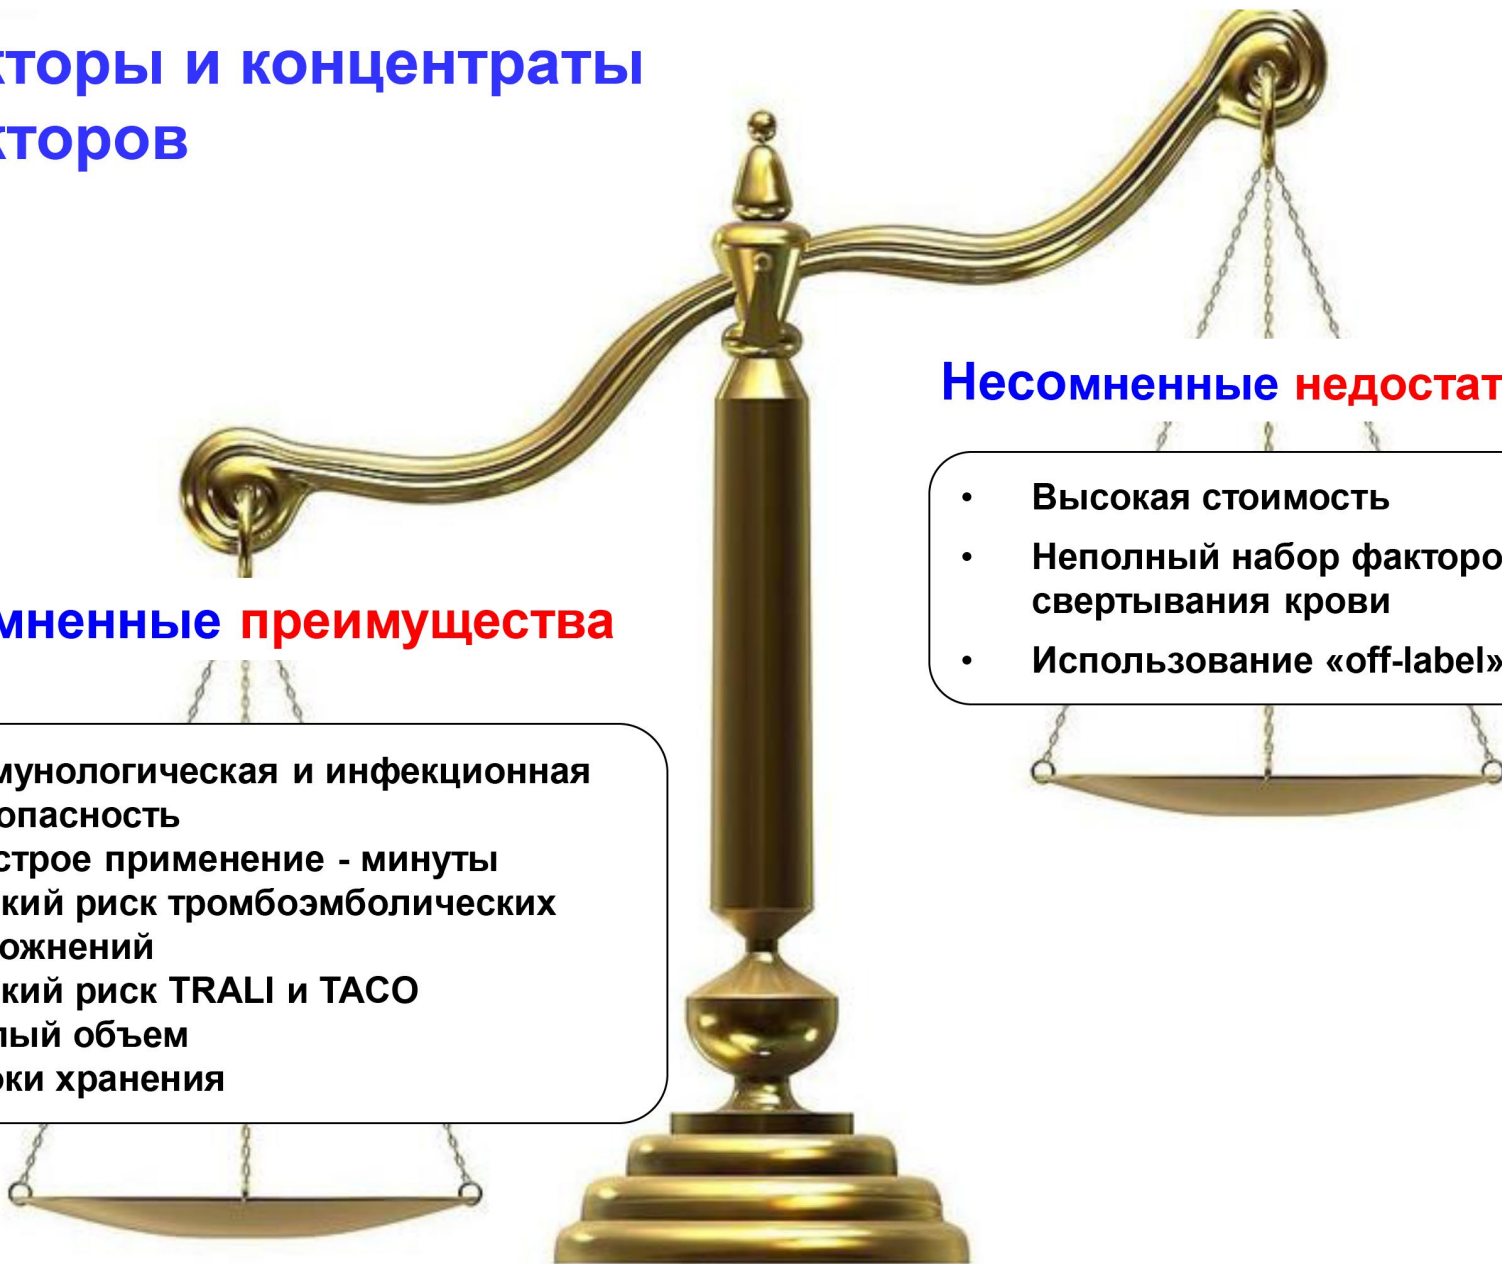 кторы и концентраты
кторов
Несомненные недостат
• Высокая стоимость
• Неполный набор факторо
свертывания крови
• Использование «off-label»
мненные преимущества
мунологическая и инфекционная
опасность
строе применение - минуты
кий риск тромбоэмболических
ожнений
кий риск TRALI и TACO
лый объем
оки хранения